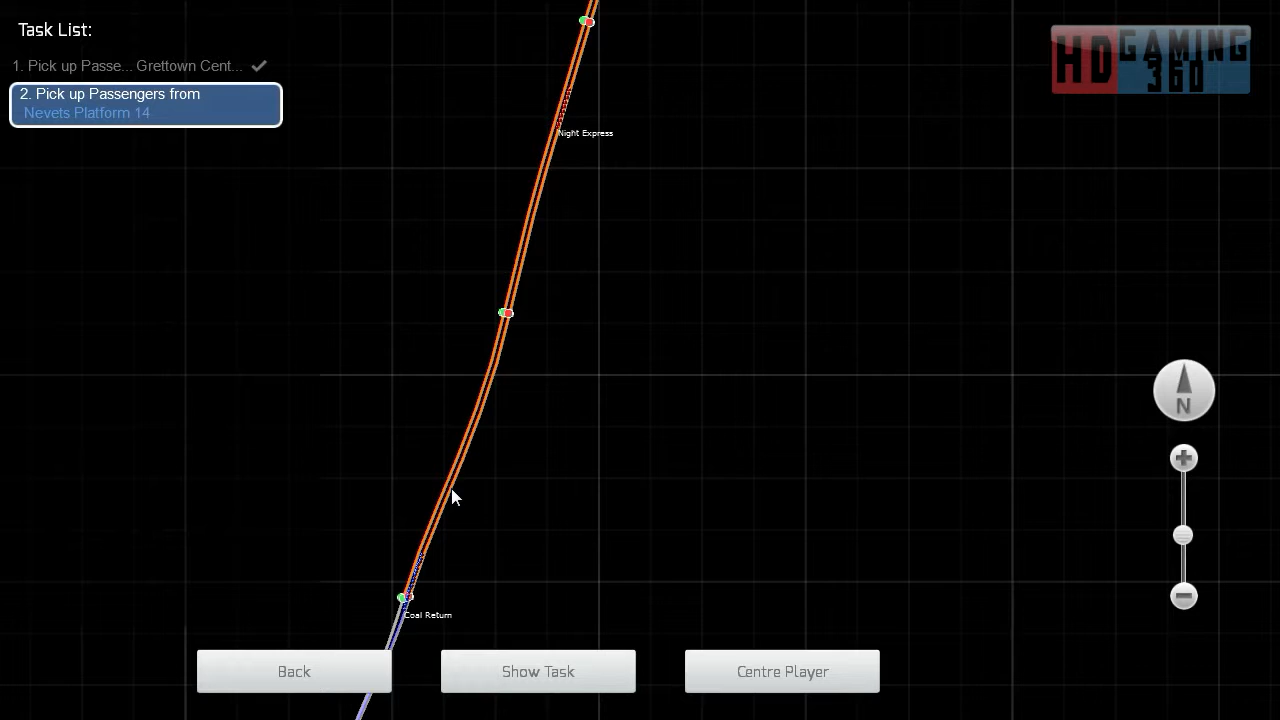 Task List:
1. Pick up Passe... Grettown Cent...
2. Pick up Passengers from
Nevets Platform 14
HD GAMING
360
Night Express
N
Coal Return
Back
Show Task
Centre Player